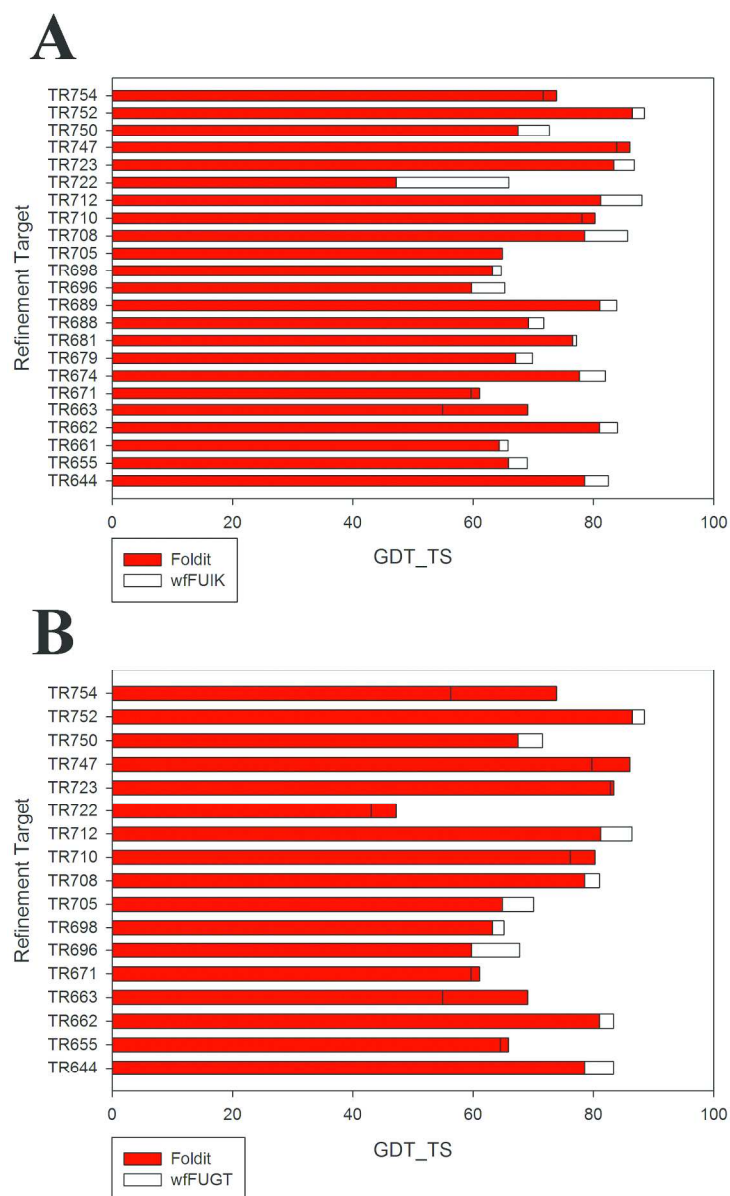 A
TR754
TR752
TR750
TR747
TR723
TR722
TR712
TR710
TR708
TR705
TR698
TR696
TR689
TR688
TR681
TR679
TR674
TR671
TR663
TR662
TR661
TR655
TR644
Refinement Target
0 20 40 60 80 100
GDT_TS
Foldit
wfFUIK
B
TR754
TR752
TR750
TR747
TR723
TR722
TR712
TR710
TR708
TR705
TR698
TR696
TR671
TR663
TR662
TR655
TR644
Refinement Target
0 20 40 60 80 100
GDT_TS
Foldit
wfFUGT